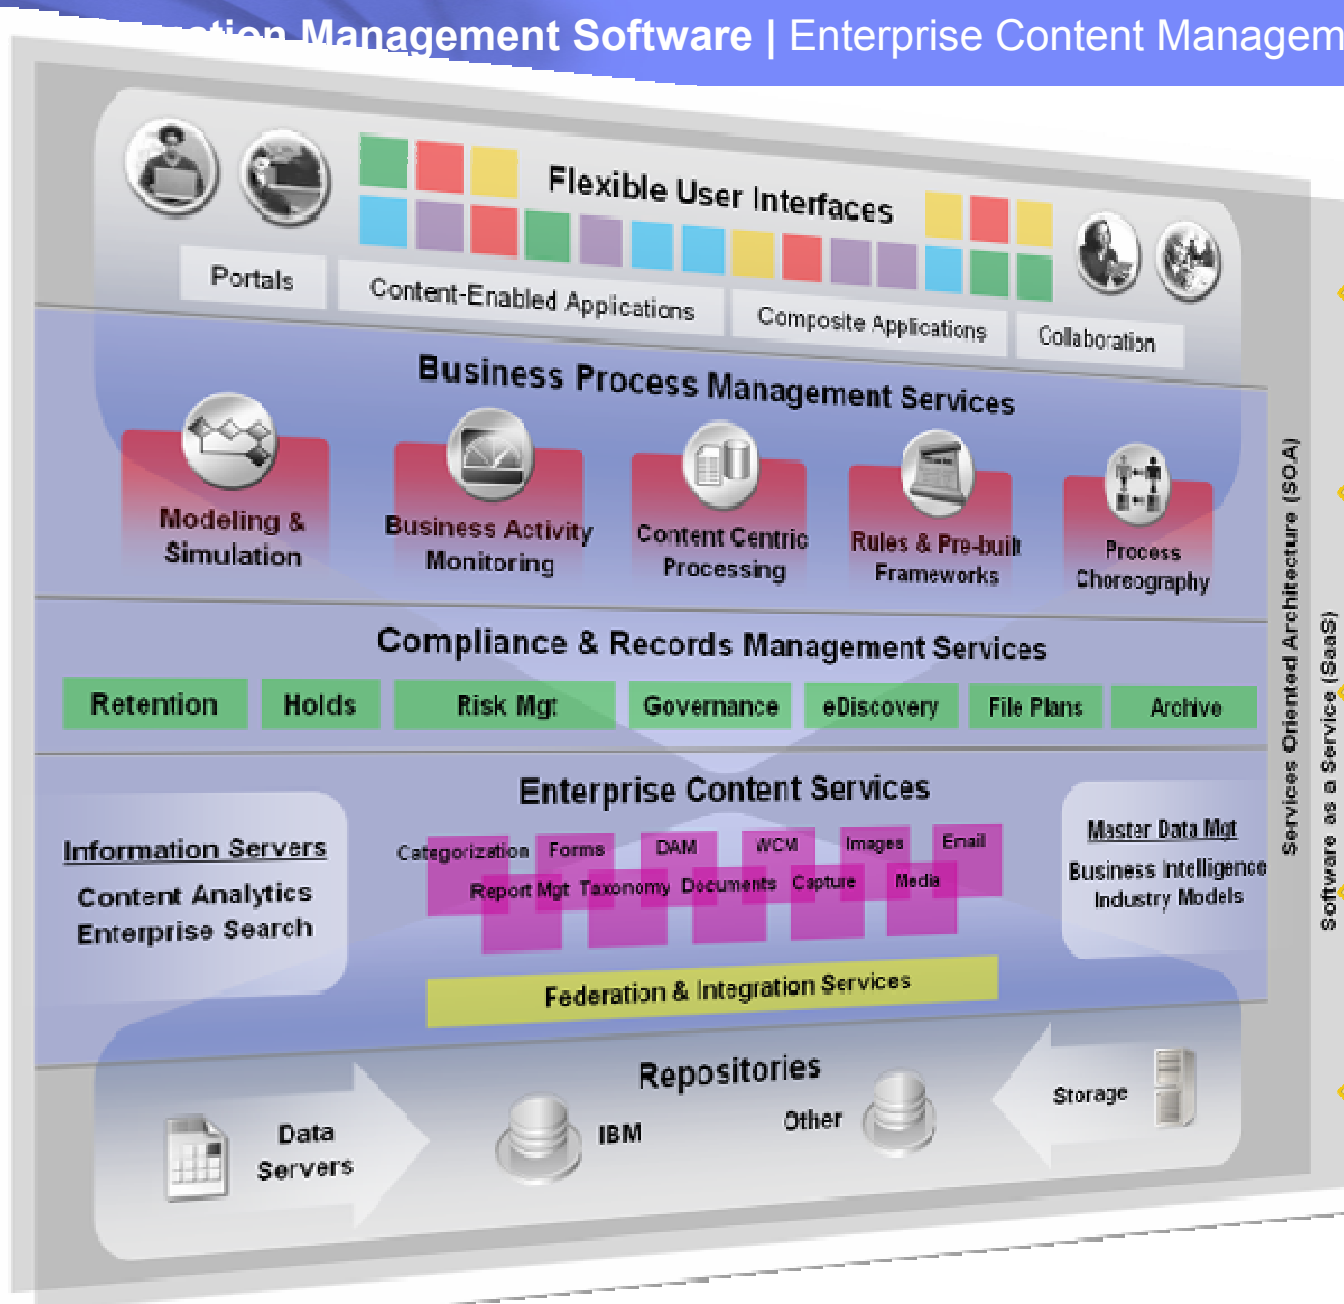 Management Software | Enterprise Content
Flexible User Interfaces
Portals
Content-Enabled Applications
Composite Applications
Collaboration
Business Process Management Services
Modeling &
Simulation
Business Activity
Monitoring
Content Centric
Processing
Rules & Pre-built
Frameworks
Process
Choreography
Compliance & Records Management Services
Retention
Holds
Risk Mgt
Governance
eDiscovery
File Plans
Archive
Enterprise Content Services
Information Servers
Content Analytics
Enterprise Search
Categorization
Forms
DAM
WCM
Images
Email
Report Mgt
Taxonomy
Documents
Capture
Media
Master Data Mgt
Business Intelligence
Industry Models
Federation & Integration Services
Repositories
Data
Servers
IBM
Other
Storage
Services Oriented Architecture (SOA)
Software as a Service (SaaS)